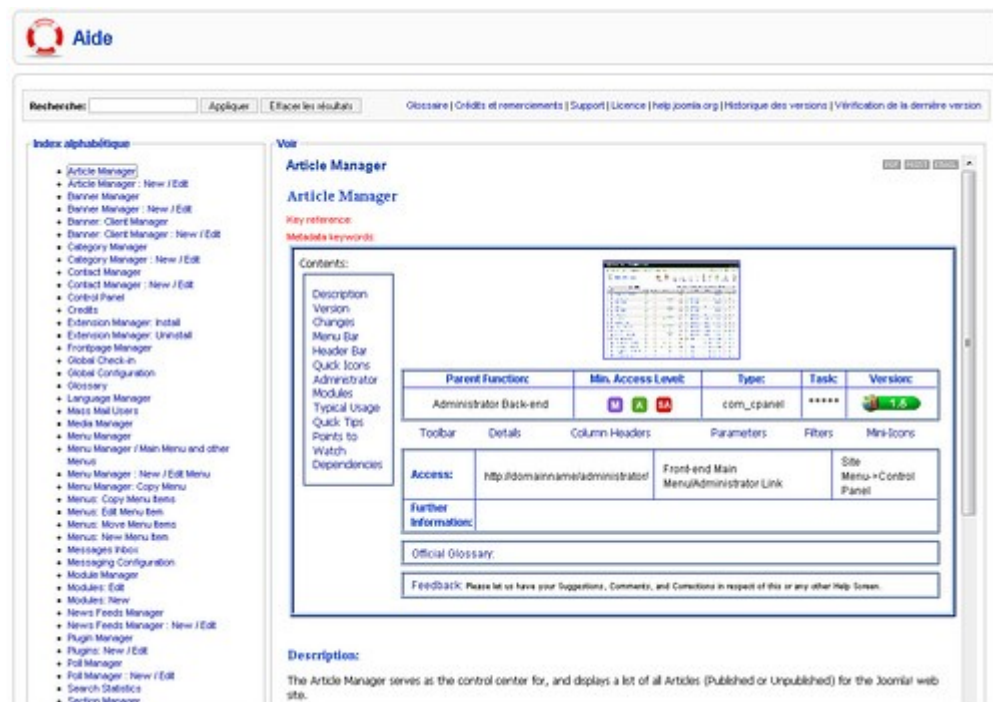 Aide
Recherche: Appliquer Effacer les résultats Glossaire | Crédits et remerciements | Support | Licence | help.joomla.org | Historique des versions | Vérification de la dernière version
Index alphabétique
Article Manager
Article Manager : New / Edit
Banner Manager
Banner Manager : New / Edit
Banner: Client Manager
Banner: Client Manager : New / Edit
Category Manager
Category Manager : New / Edit
Contact Manager
Contact Manager : New / Edit
Control Panel
Credits
Extension Manager: Install
Extension Manager: Uninstall
Frontpage Manager
Global Check-in
Global Configuration
Glossary
Language Manager
Mass Mail Users
Media Manager
Menu Manager
Menu Manager / Main Menu and other
Menus
Menu Manager : New / Edit Menu
Menu Manager: Copy Menu
Menus: Copy Menu Items
Menus: Edit Menu Item
Menus: Move Menu Items
Menus: New Menu Item
Messages Inbox
Messaging Configuration
Module Manager
Modules: Edit
Modules: New
News Feeds Manager
News Feeds Manager : New / Edit
Plugin Manager
Plugins: New / Edit
Poll Manager
Poll Manager : New / Edit
Search Statistics
Section Manager
Voir
Article Manager PDF PRINT EMAIL
Article Manager
Key reference:
Metadata keywords:
Contents:
Description
Version
Changes
Menu Bar
Header Bar
Quick Icons
Administrator
Modules
Typical Usage
Quick Tips
Points to
Watch
Dependencies
Parent Function: Min. Access Level: Type: Task: Version:
Administrator Back-end M A SA com_cpanel ***** 1.5
Toolbar Details Column Headers Parameters Filters Mini-Icons
Access: http://domainname/administrator/ Front-end Main
Menu/Administrator Link Site
Menu->Control
Panel
Further
Information:
Official Glossary:
Feedback: Please let us have your Suggestions, Comments, and Corrections in respect of this or any other Help Screen.
Description:
The Article Manager serves as the control center for, and displays a list of all Articles (Published or Unpublished) for the Joomla! web
site.